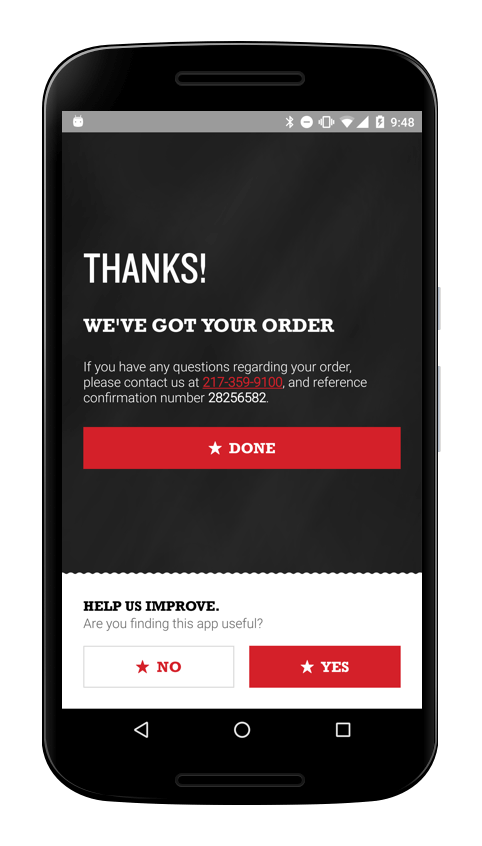 9:48
THANKS!
WE'VE GOT YOUR ORDER
If you have any questions regarding your order,
please contact us at 217-359-9100, and reference
confirmation number 28256582.
★ DONE
HELP US IMPROVE.
Are you finding this app useful?
★ NO
★ YES